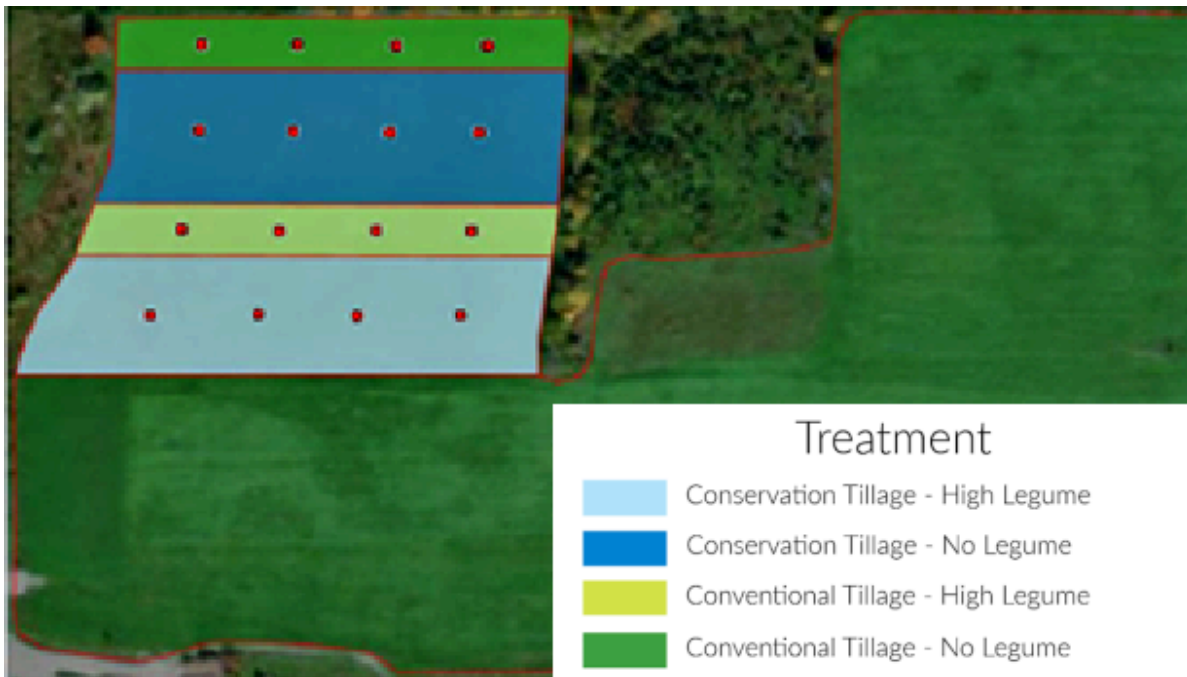 Treatment
Conservation Tillage - High Legume
Conservation Tillage - No Legume
Conventional Tillage - High Legume
Conventional Tillage - No Legume